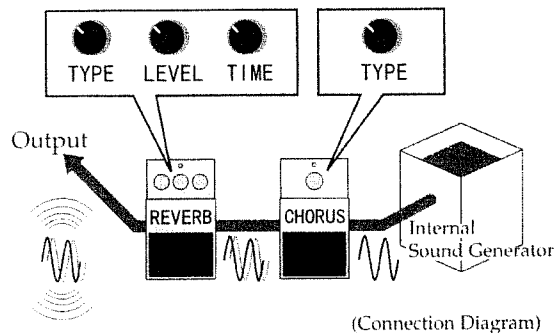 TYPE LEVEL TIME
TYPE
Output
REVERB
CHORUS
Internal
Sound Generator
(Connection Diagram)